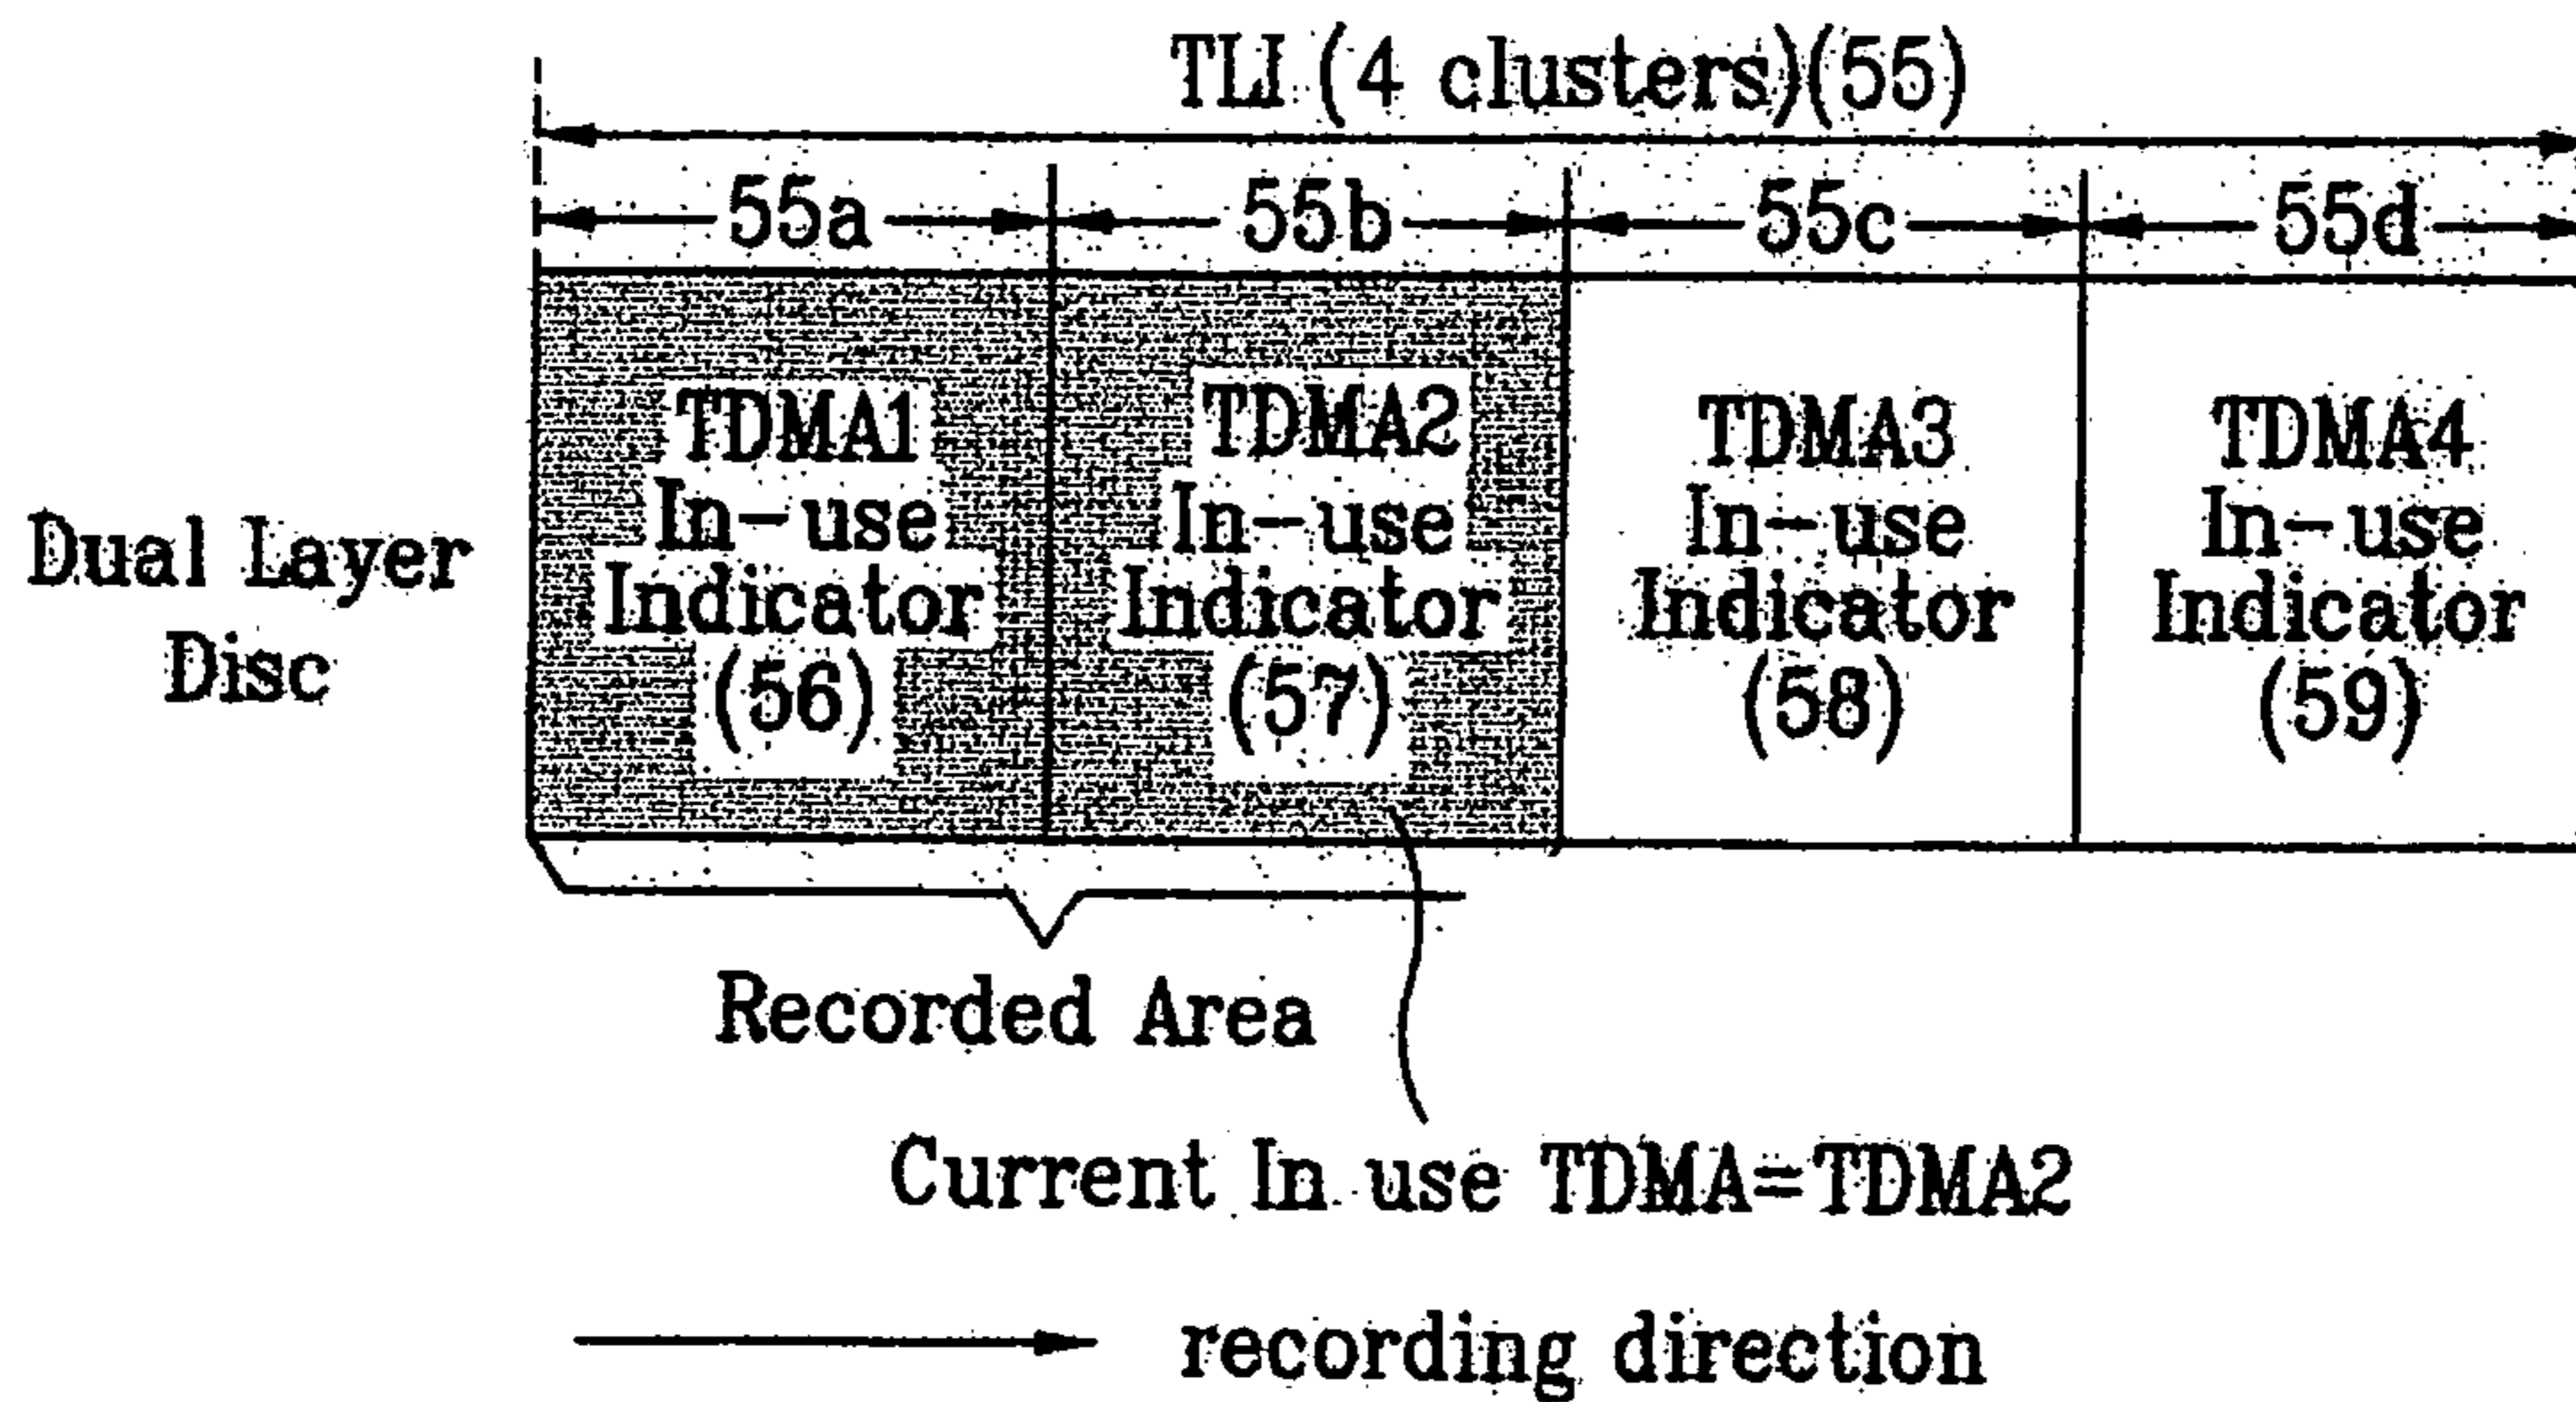 TLI (4 clusters)(55)
55a 55b 55c 55d
Dual Layer
Disc
TDMA1
In-use
Indicator
(56)
TDMA2
In-use
Indicator
(57)
TDMA3
In-use
Indicator
(58)
TDMA4
In-use
Indicator
(59)
Recorded Area
Current In use TDMA=TDMA2
recording direction